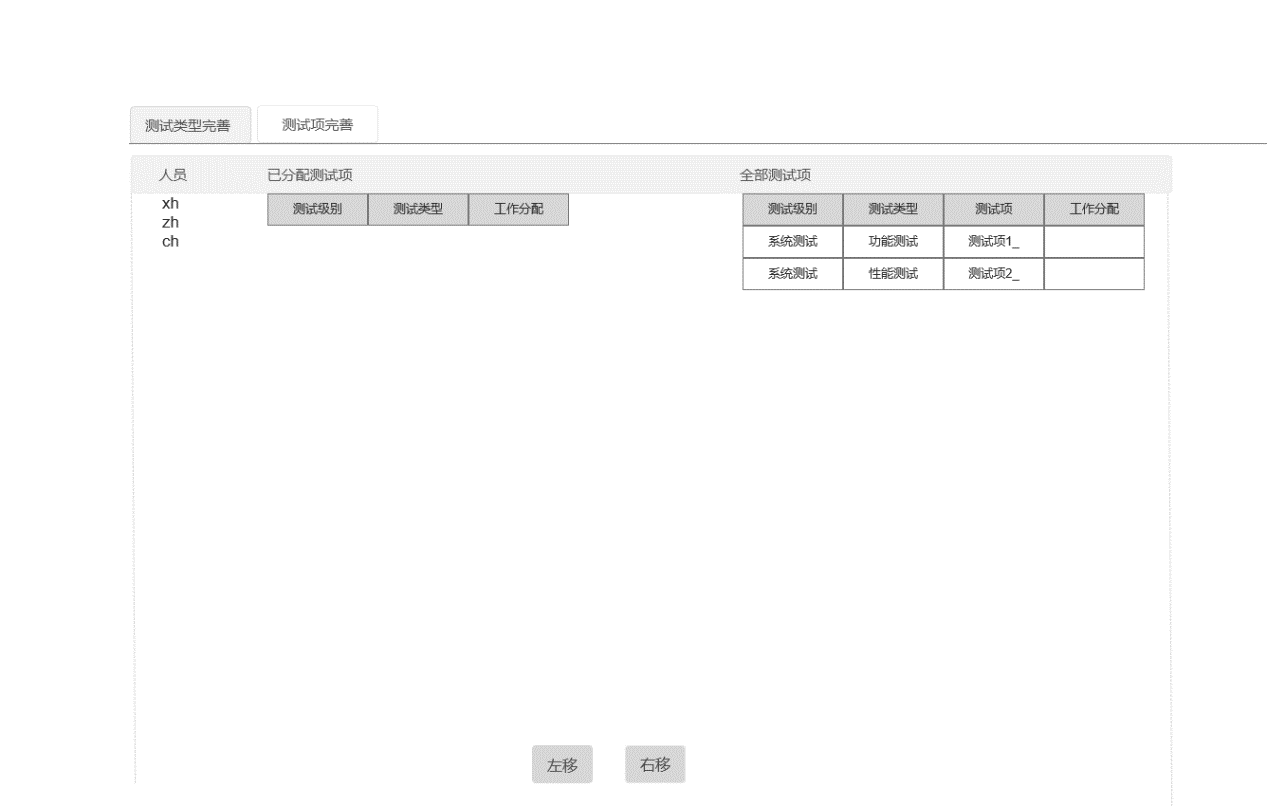 测试类型完善 测试项完善
人员 已分配测试项 全部测试项
xh 测试级别 测试类型 工作分配 测试级别 测试类型 测试项 工作分配
zh
ch 系统测试 功能测试 测试项1_
系统测试 性能测试 测试项2_
左移 右移